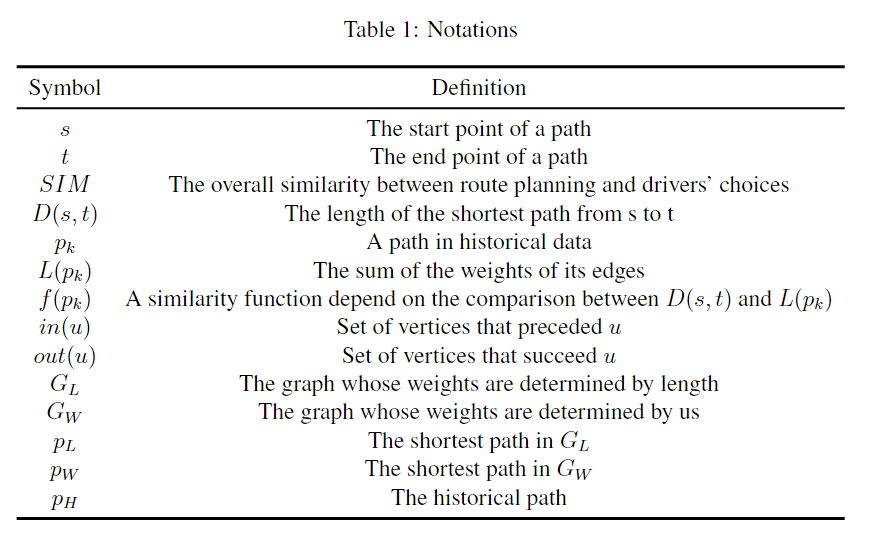 Table 1: Notations
Symbol Definition
s The start point of a path
t The end point of a path
SIM The overall similarity between route planning and drivers’ choices
D(s, t) The length of the shortest path from s to t
p_k A path in historical data
L(p_k) The sum of the weights of its edges
f(p_k) A similarity function depend on the comparison between D(s, t) and L(p_k)
in(u) Set of vertices that preceded u
out(u) Set of vertices that succeed u
G_L The graph whose weights are determined by length
G_W The graph whose weights are determined by us
p_L The shortest path in G_L
p_W The shortest path in G_W
p_H The historical path